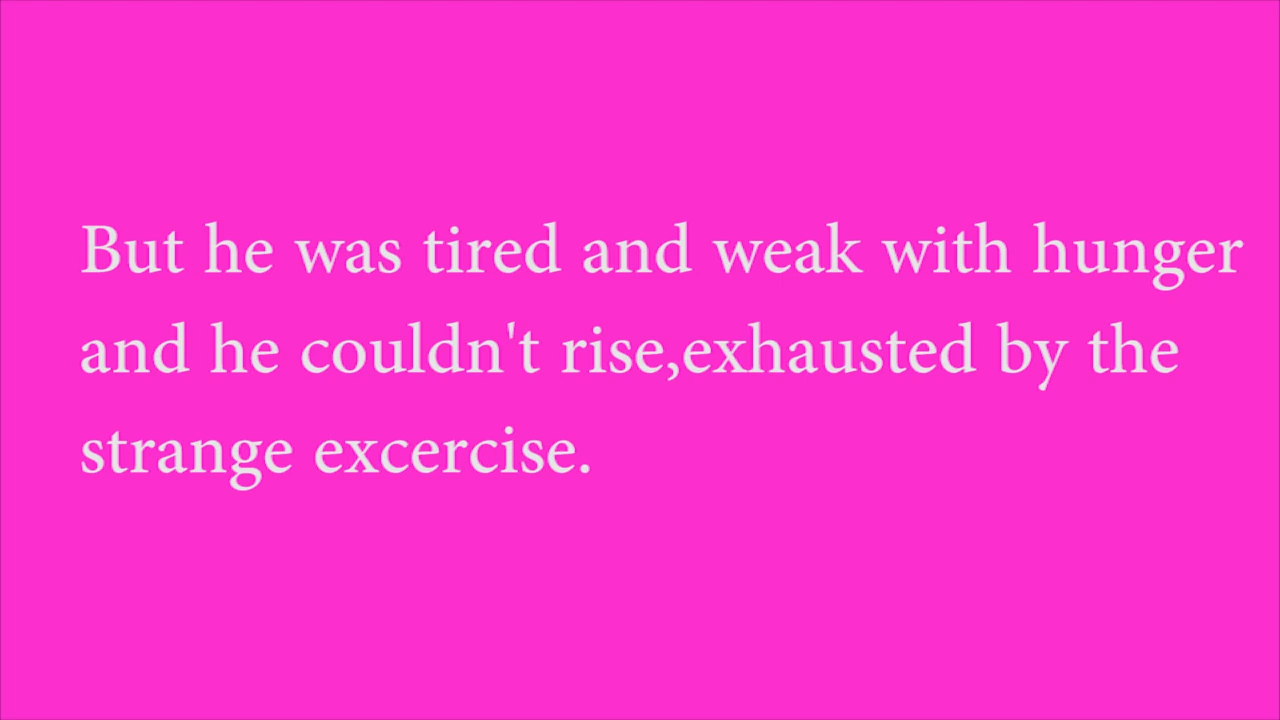 But he was tired and weak with hunger
and he couldn't rise,exhausted by the
strange excercise.